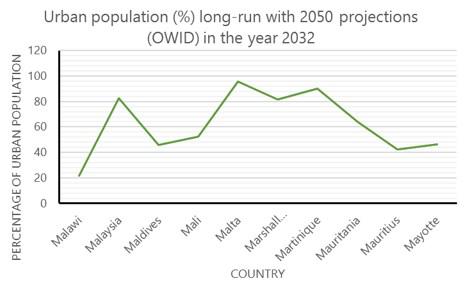 Urban population (%) long-run with 2050 projections
(OWID) in the year 2032
PERCENTAGE OF URBAN POPULATION
120
100
80
60
40
20
0
Malawi
Malaysia
Maldives
Mali
Malta
Marshall...
Martinique
Mauritania
Mauritius
Mayotte
COUNTRY